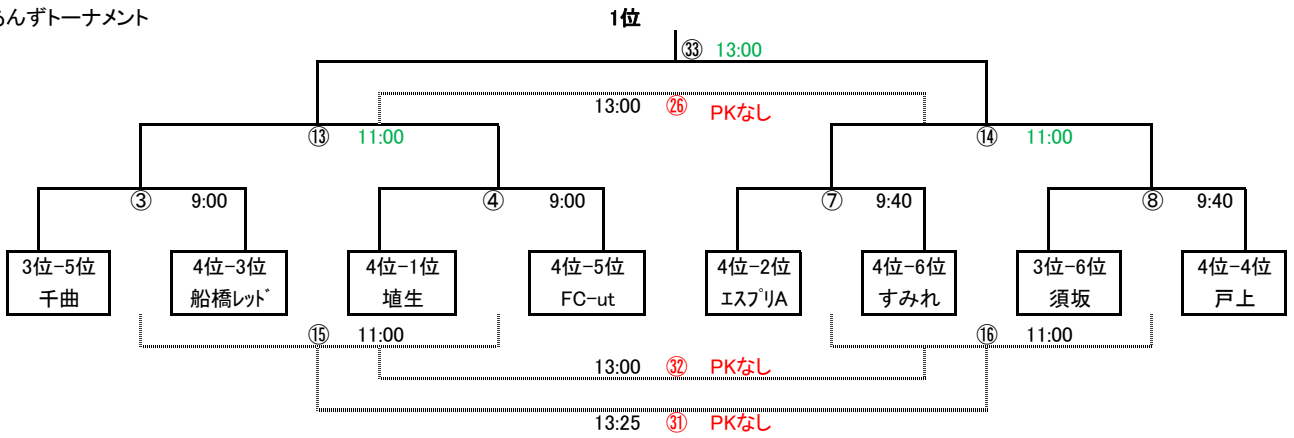 んずトーナメント
1位
㉝ 13:00
13:00 ㉖ PKなし
⑬ 11:00
⑭ 11:00
③ 9:00
④ 9:00
⑦ 9:40
⑧ 9:40
3位−5位
千曲
4位−3位
船橋ﾚｯﾄﾞ
4位−1位
埴生
4位−5位
FC−ut
4位−2位
ｴｽﾌﾟﾘA
4位−6位
すみれ
3位−6位
須坂
4位−4位
戸上
⑮ 11:00
⑯ 11:00
13:00 ㉜ PKなし
13:25 ㉛ PKなし